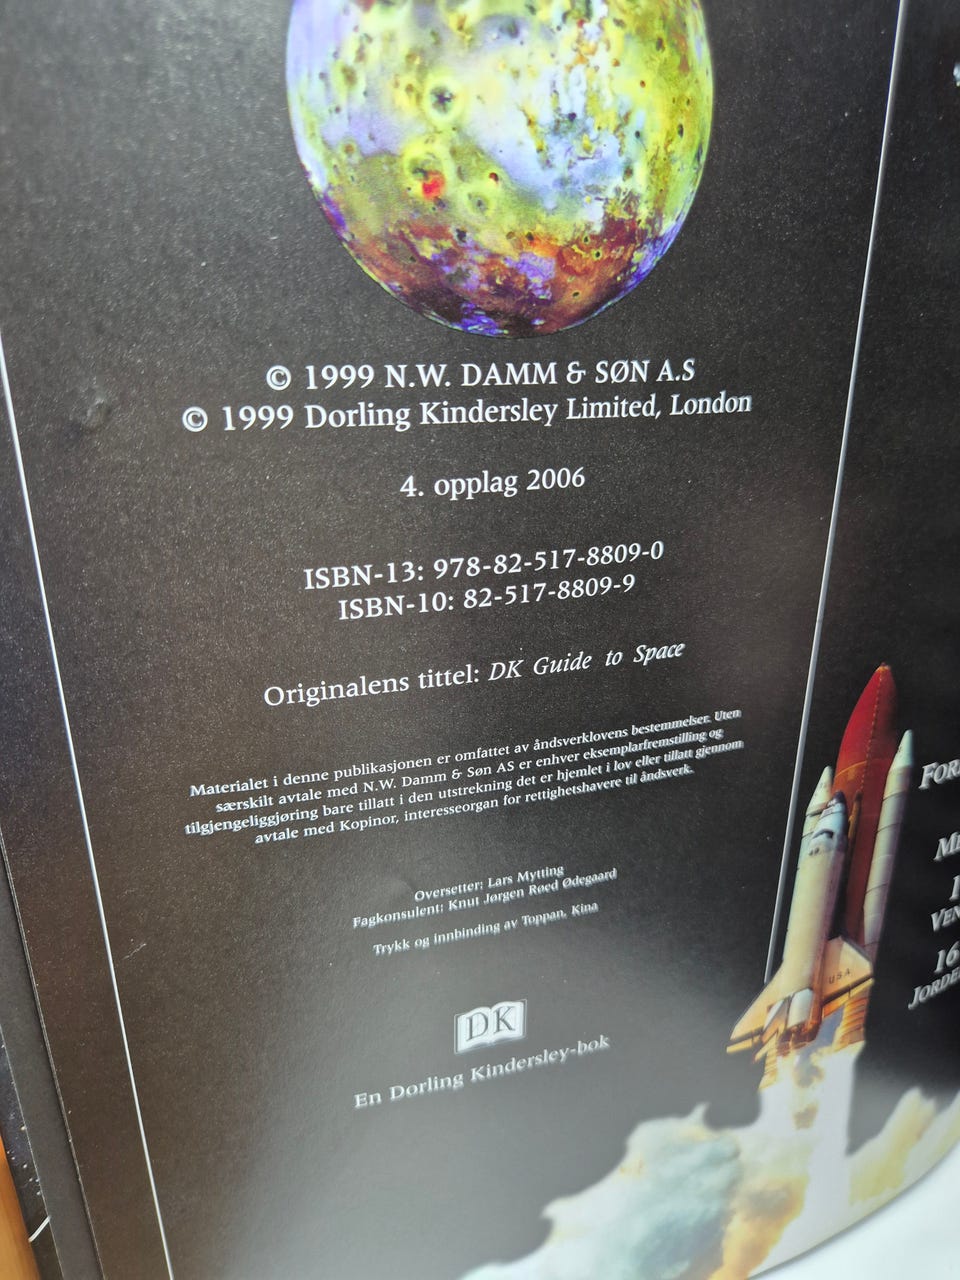 © 1999 N.W. DAMM & SØN A.S
© 1999 Dorling Kindersley Limited, London
4. opplag 2006
ISBN-13: 978-82-517-8809-0
ISBN-10: 82-517-8809-9
Originalens tittel: DK Guide to Space
Materialet i denne publikasjonen er omfattet av åndsverklovens bestemmelser. Uten
særskilt avtale med N.W. Damm & Søn AS er enhver eksemplarfremstilling og
tilgjengeliggjøring bare tillatt i den utstrekning det er hjemlet i lov eller tillatt gjennom
avtale med Kopinor, interesseorgan for rettighetshavere til åndsverk.
Oversetter: Lars Mytting
Fagkonsulent: Knut Jørgen Røed Ødegaard
Trykk og innbinding av Toppan, Kina
DK
En Dorling Kindersley-bok
USA
16